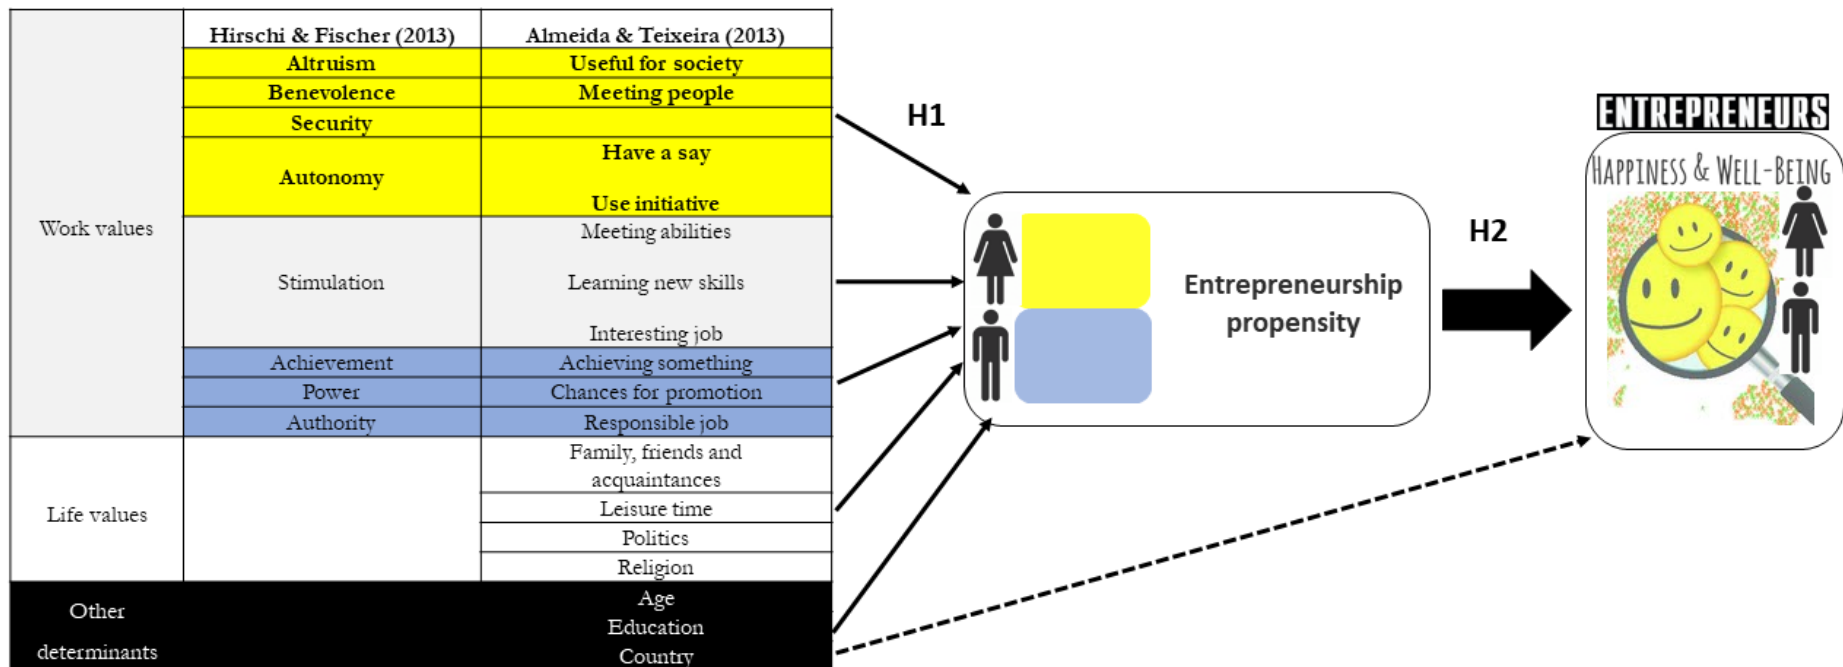 Hirschi & Fischer (2013) Almeida & Teixeira (2013)
Altruism Useful for society
Benevolence Meeting people
Security
Autonomy
Have a say
Use initiative
Work values
Stimulation
Meeting abilities
Learning new skills
Interesting job
Achievement Achieving something
Power Chances for promotion
Authority Responsible job
Life values
Family, friends and
acquaintances
Leisure time
Politics
Religion
Other
determinants
Age
Education
Country
H1
Entrepreneurship
propensity
H2
ENTREPRENEURS
HAPPINESS & WELL-BEING